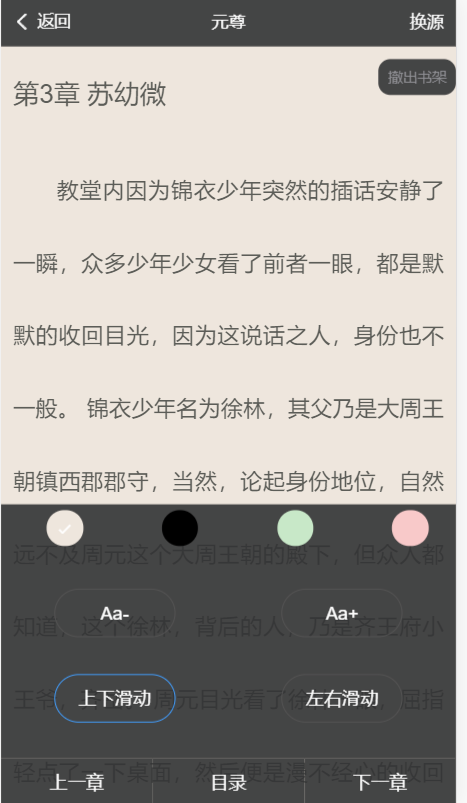 返回 元尊 换源
撤出书架
第3章 苏幼微
教堂内因为锦衣少年突然的插话安静了
一瞬，众多少年少女看了前者一眼，都是默
默的收回目光，因为这说话之人，身份也不
一般。 锦衣少年名为徐林，其父乃是大周王
朝镇西郡郡守，当然，论起身份地位，自然
远不及周元这个大周王朝的殿下，但众人都
Aa- Aa+
知道，这个徐林，背后的人，乃是齐王府小
上下滑动 左右滑动
王爷，周元目光看了徐，屈指
轻点了一下桌面，然后便是漫不经心的收回
上一章 目录 下一章